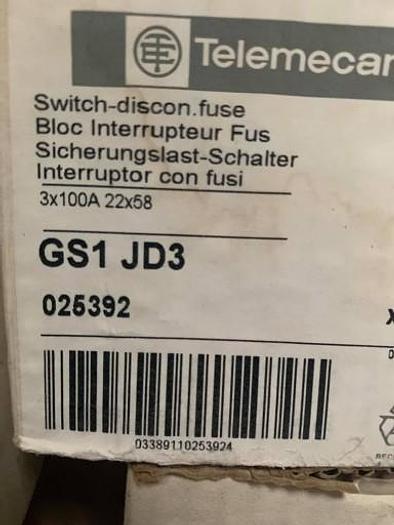 Telemecan
Switch-discon.fuse
Bloc Interrupteur Fus
Sicherungslast-Schalter
Interruptor con fusi
3x100A 22x58
GS1 JD3
025392
03389110253924